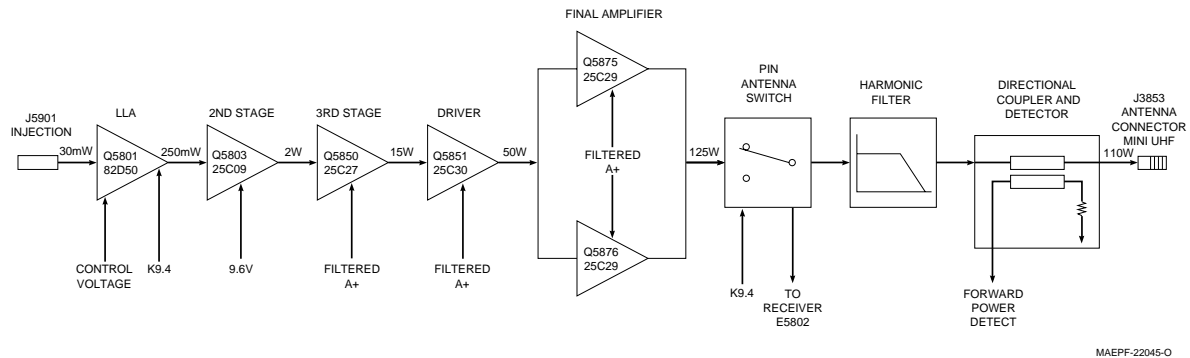 FINAL AMPLIFIER
Q5875
25C29
PIN
ANTENNA
SWITCH
HARMONIC
FILTER
DIRECTIONAL
COUPLER AND
DETECTOR
J3853
ANTENNA
CONNECTOR
MINI UHF
J5901
INJECTION
LLA
2ND STAGE
3RD STAGE
DRIVER
30mW
Q5801
82D50
250mW
Q5803
25C09
2W
Q5850
25C27
15W
Q5851
25C30
50W
FILTERED
A+
125W
110W
Q5876
25C29
CONTROL
VOLTAGE
K9.4
9.6V
FILTERED
A+
FILTERED
A+
K9.4
TO
RECEIVER
E5802
FORWARD
POWER
DETECT
MAEPF-22045-O